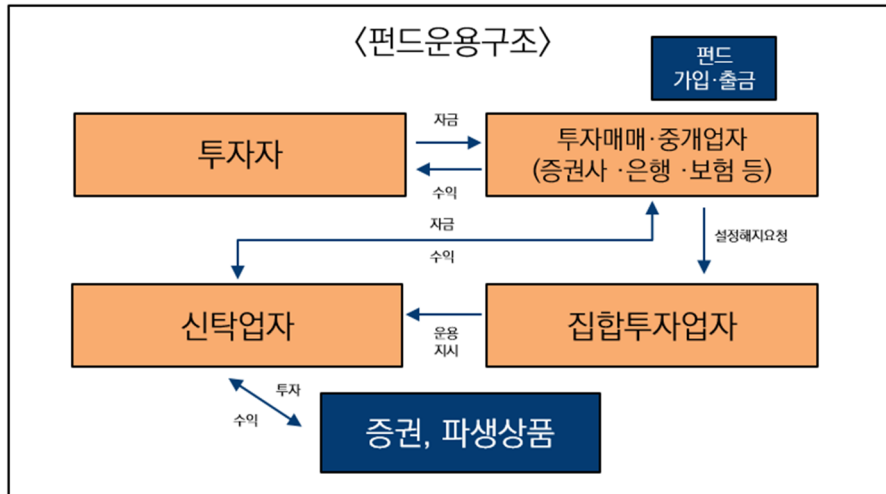 〈펀드운용구조〉
펀드
가입·출금
투자자
자금
수익
투자매매·중개업자
(증권사 ·은행 ·보험 등)
자금
수익
설정해지요청
신탁업자
운용
지시
집합투자업자
투자
수익
증권, 파생상품